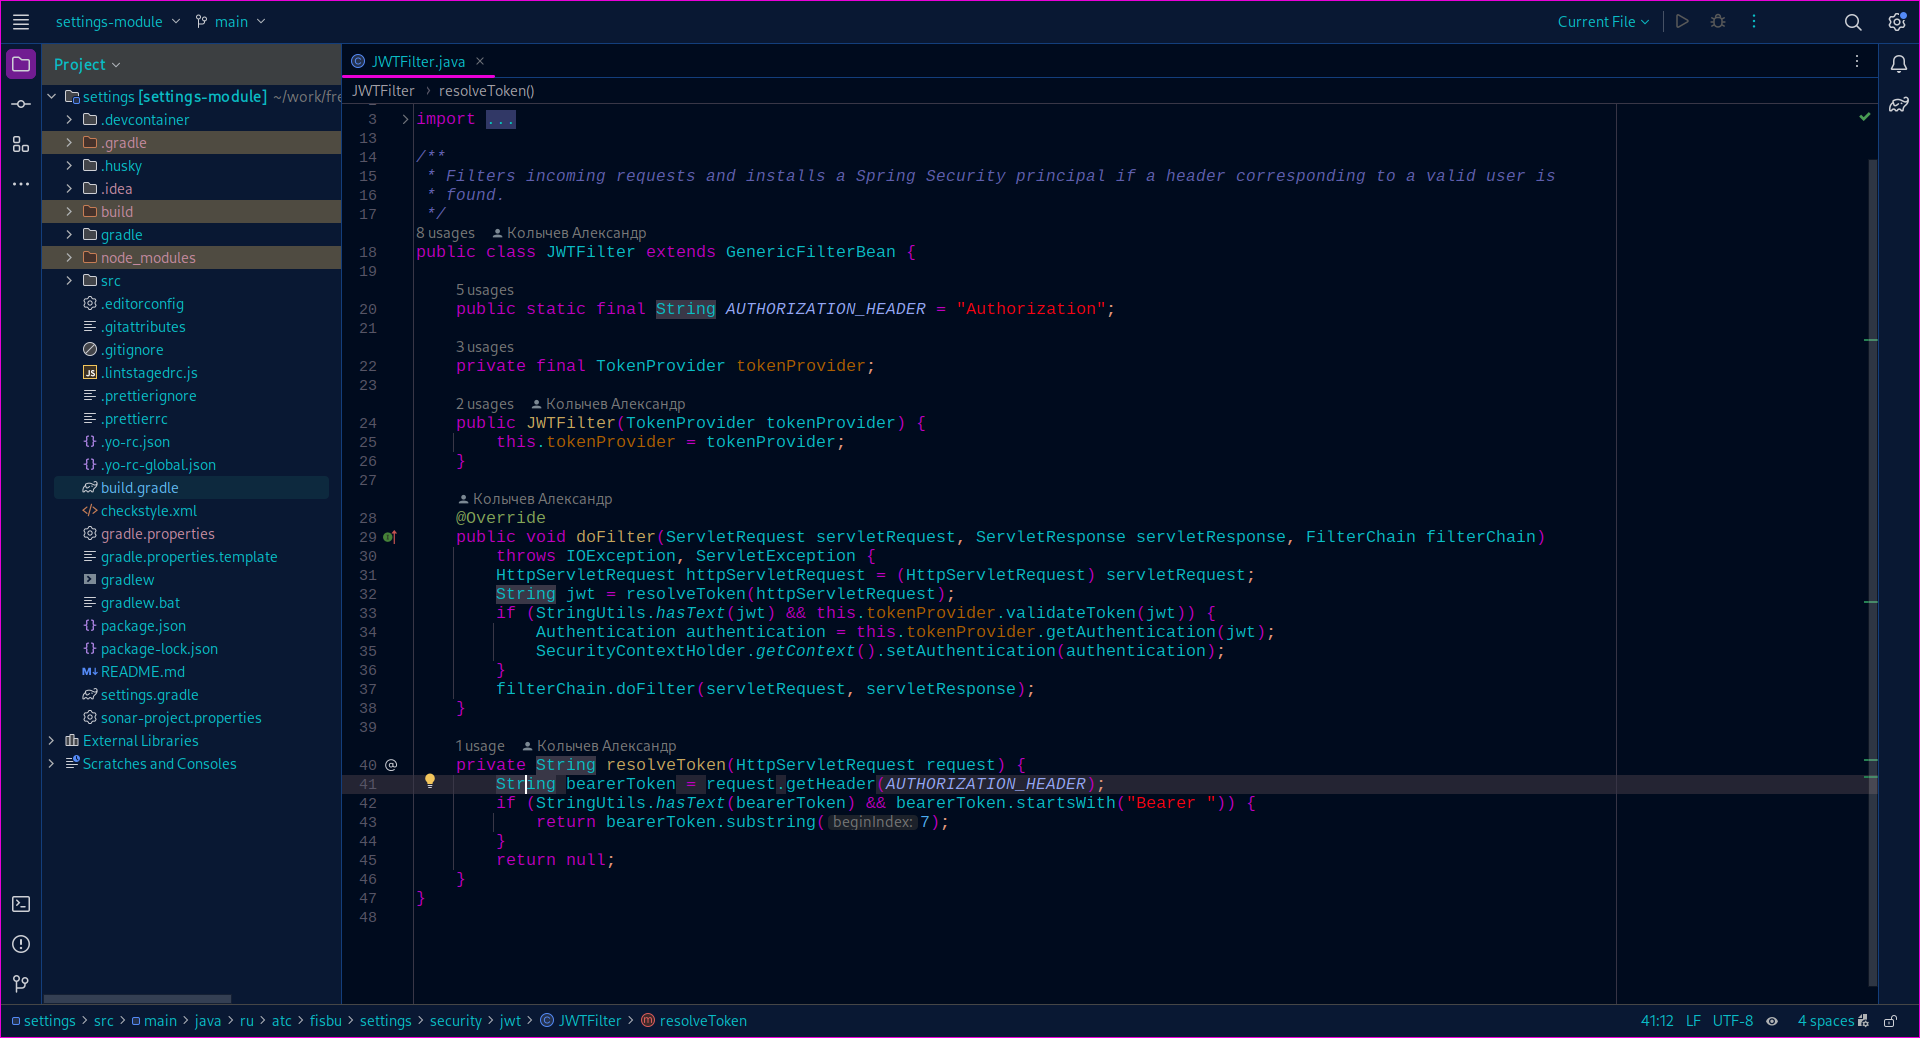 settings-module main Current File
Project
settings [settings-module] ~/work/fre
.devcontainer
.gradle
.husky
.idea
build
gradle
node_modules
src
.editorconfig
.gitattributes
.gitignore
.lintstagedrc.js
.prettierignore
.prettierrc
.yo-rc.json
.yo-rc-global.json
build.gradle
checkstyle.xml
gradle.properties
gradle.properties.template
gradlew
gradlew.bat
package.json
package-lock.json
README.md
settings.gradle
sonar-project.properties
External Libraries
Scratches and Consoles
JWTFilter.java
JWTFilter › resolveToken()
3 import ...
13
14 /**
15 * Filters incoming requests and installs a Spring Security principal if a header corresponding to a valid user is
16 * found.
17 */
8 usages Колычев Александр
18 public class JWTFilter extends GenericFilterBean {
19
5 usages
20 public static final String AUTHORIZATION_HEADER = "Authorization";
21
3 usages
22 private final TokenProvider tokenProvider;
23
2 usages Колычев Александр
24 public JWTFilter(TokenProvider tokenProvider) {
25 this.tokenProvider = tokenProvider;
26 }
27
Колычев Александр
28 @Override
29 public void doFilter(ServletRequest servletRequest, ServletResponse servletResponse, FilterChain filterChain)
30 throws IOException, ServletException {
31 HttpServletRequest httpServletRequest = (HttpServletRequest) servletRequest;
32 String jwt = resolveToken(httpServletRequest);
33 if (StringUtils.hasText(jwt) && this.tokenProvider.validateToken(jwt)) {
34 Authentication authentication = this.tokenProvider.getAuthentication(jwt);
35 SecurityContextHolder.getContext().setAuthentication(authentication);
36 }
37 filterChain.doFilter(servletRequest, servletResponse);
38 }
39
1 usage Колычев Александр
40 @ private String resolveToken(HttpServletRequest request) {
41 String bearerToken = request.getHeader(AUTHORIZATION_HEADER);
42 if (StringUtils.hasText(bearerToken) && bearerToken.startsWith("Bearer ")) {
43 return bearerToken.substring( beginIndex: 7);
44 }
45 return null;
46 }
47 }
48
settings › src › main › java › ru › atc › fisbu › settings › security › jwt › JWTFilter › resolveToken
41:12 LF UTF-8 4 spaces